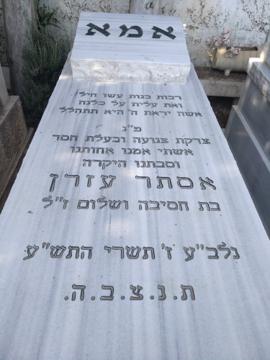 אמא
רבות בנות עשו חיל
ואת עלית על כלנה
אשה יראת ה' היא תתהלל
פ"נ
צדקת צנועה ובעלת חסד
אשתי אמנו אחותנו
וסבתנו היקרה
אסתר עזרן
בת חסיבה ושלום ז"ל
נלב"ע ז' תשרי התש"ע
ת.נ.צ.ב.ה.